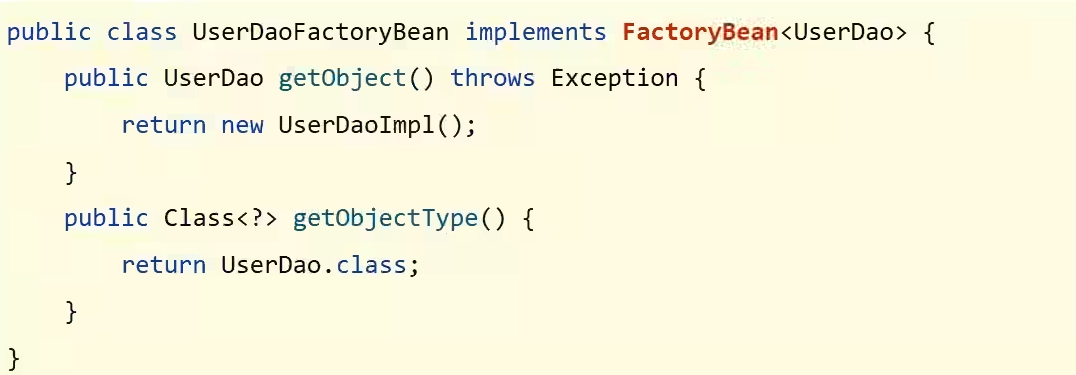 public class UserDaoFactoryBean implements FactoryBean<UserDao> {
    public UserDao getObject() throws Exception {
        return new UserDaoImpl();
    }
    public Class<?> getObjectType() {
        return UserDao.class;
    }
}